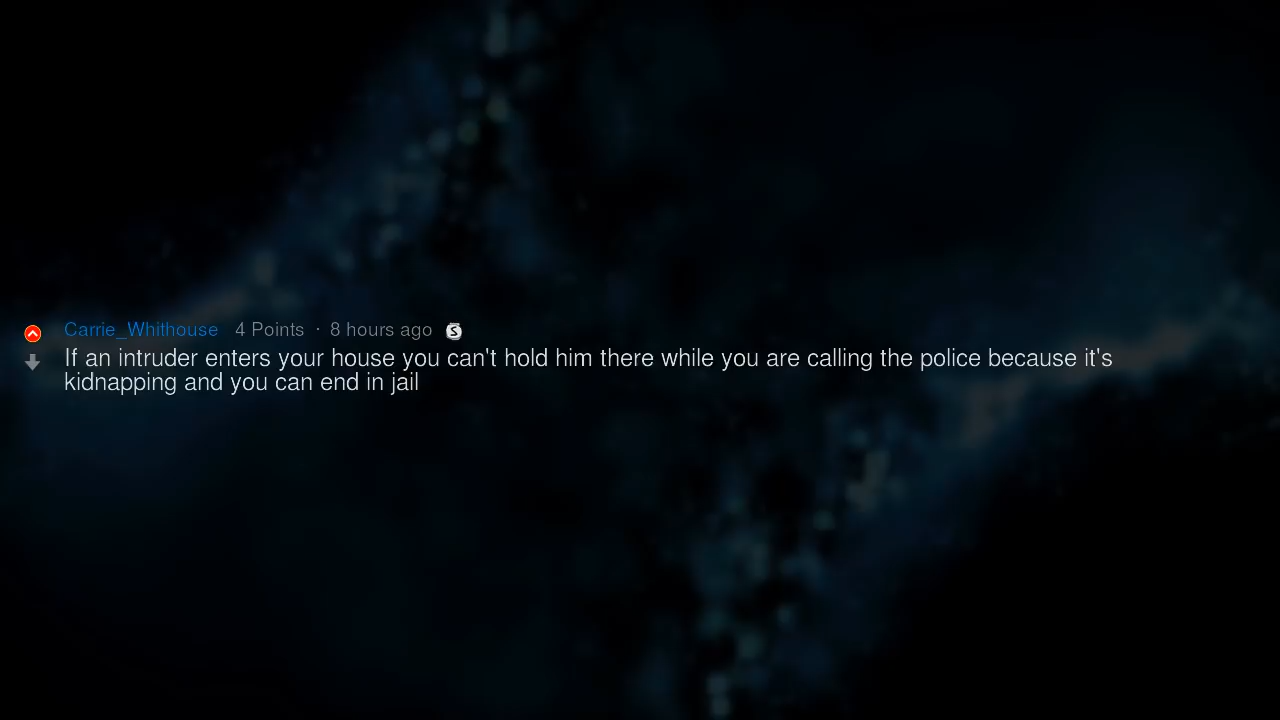 Carrie_Whithouse 4 Points · 8 hours ago S
If an intruder enters your house you can't hold him there while you are calling the police because it's
kidnapping and you can end in jail